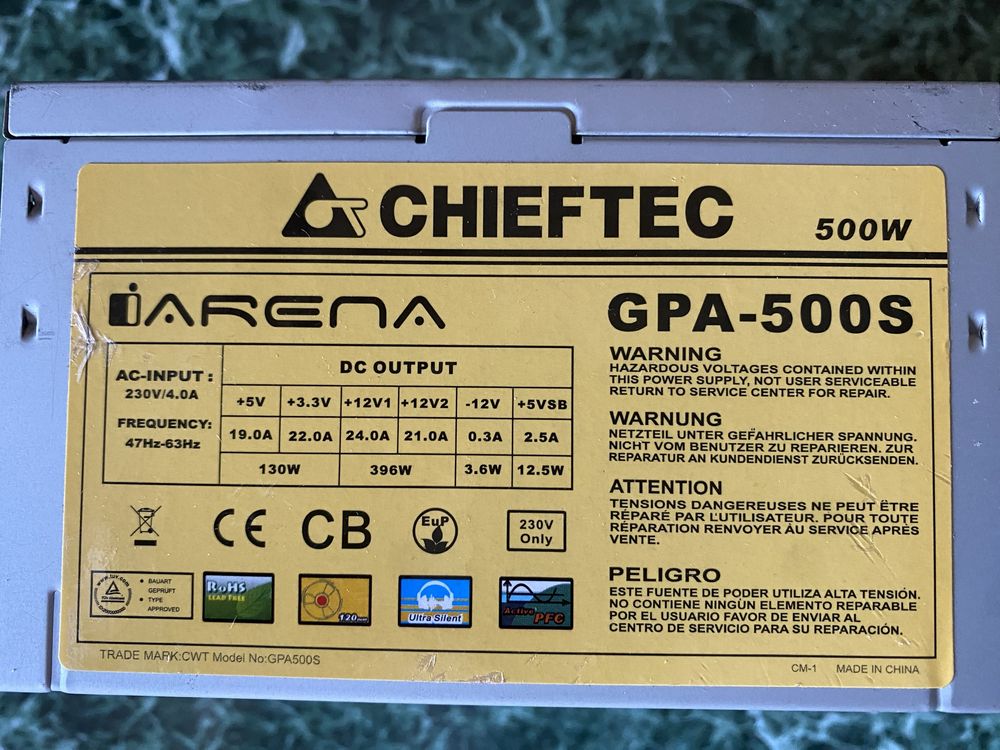 CHIEFTEC
500W
iARENA
GPA-500S
AC-INPUT :
230V/4.0A
FREQUENCY:
47Hz-63Hz
DC OUTPUT
+5V +3.3V +12V1 +12V2 -12V +5VSB
19.0A 22.0A 24.0A 21.0A 0.3A 2.5A
130W 396W 3.6W 12.5W
WARNING
HAZARDOUS VOLTAGES CONTAINED WITHIN
THIS POWER SUPPLY, NOT USER SERVICEABLE
RETURN TO SERVICE CENTER FOR REPAIR.
WARNUNG
NETZTEIL UNTER GEFÄHRLICHER SPANNUNG.
NICHT VOM BENUTZER ZU REPARIEREN. ZUR
REPARATUR AN KUNDENDIENST ZURÜCKSENDEN.
ATTENTION
TENSIONS DANGEREUSES NE PEUT ÊTRE
RÉPARÉ PAR L'UTILISATEUR. POUR TOUTE
RÉPARATION RENVOYER ÀU SERVICE APRÈS
VENTE.
PELIGRO
ESTE FUENTE DE PODER UTILIZA ALTA TENSIÓN.
NO CONTIENE NINGÚN ELEMENTO REPARABLE
POR EL USUARIO FAVOR DE ENVIAR AL
CENTRO DE SERVICIO PARA SU REPARACIÓN.
CE
CB
EuP
230V
Only
www.tuv.com
• BAUART
GEPRUFT
• TYPE
APPROVED
RoHS
LEAD FREE
120mm
Ultra Silent
Active PFC
TRADE MARK:CWT Model No:GPA500S
CM-1 MADE IN CHINA